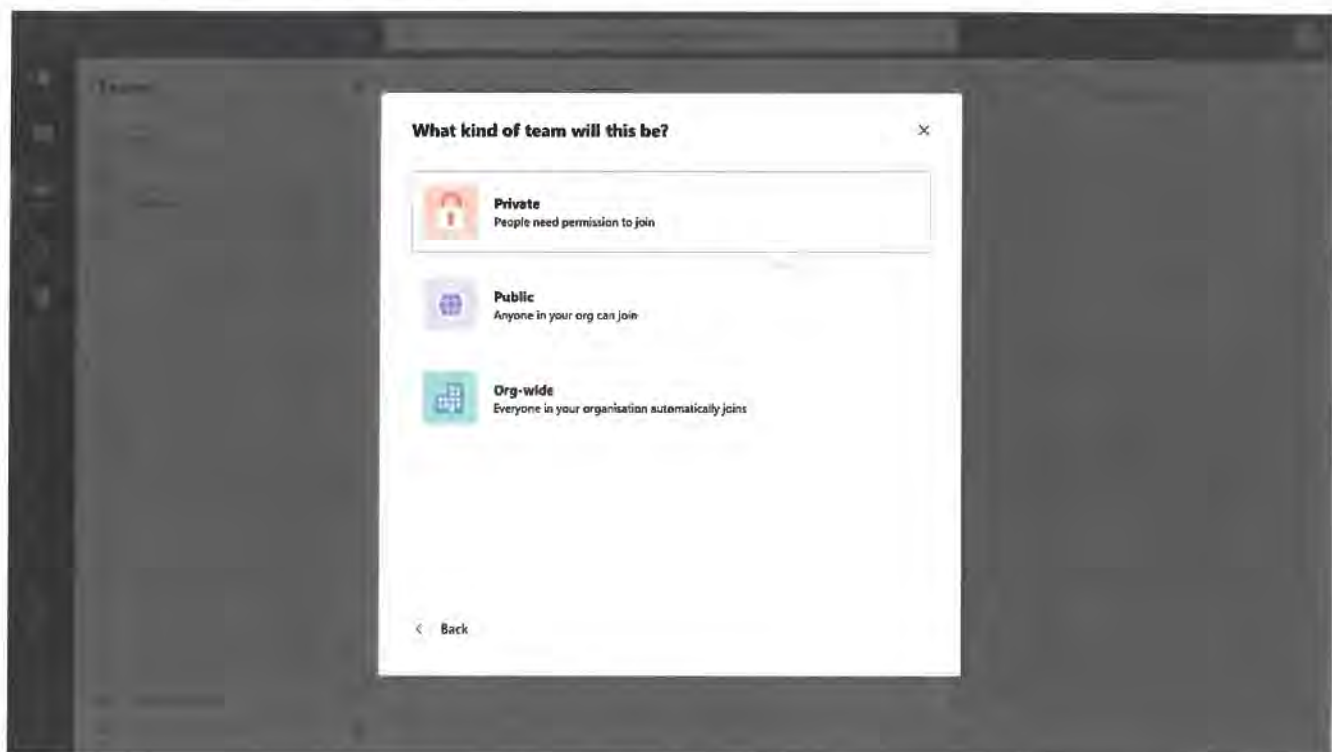 What kind of team will this be?
Private
People need permission to join
Public
Anyone in your org can join
Org-wide
Everyone in your organisation automatically joins
Back